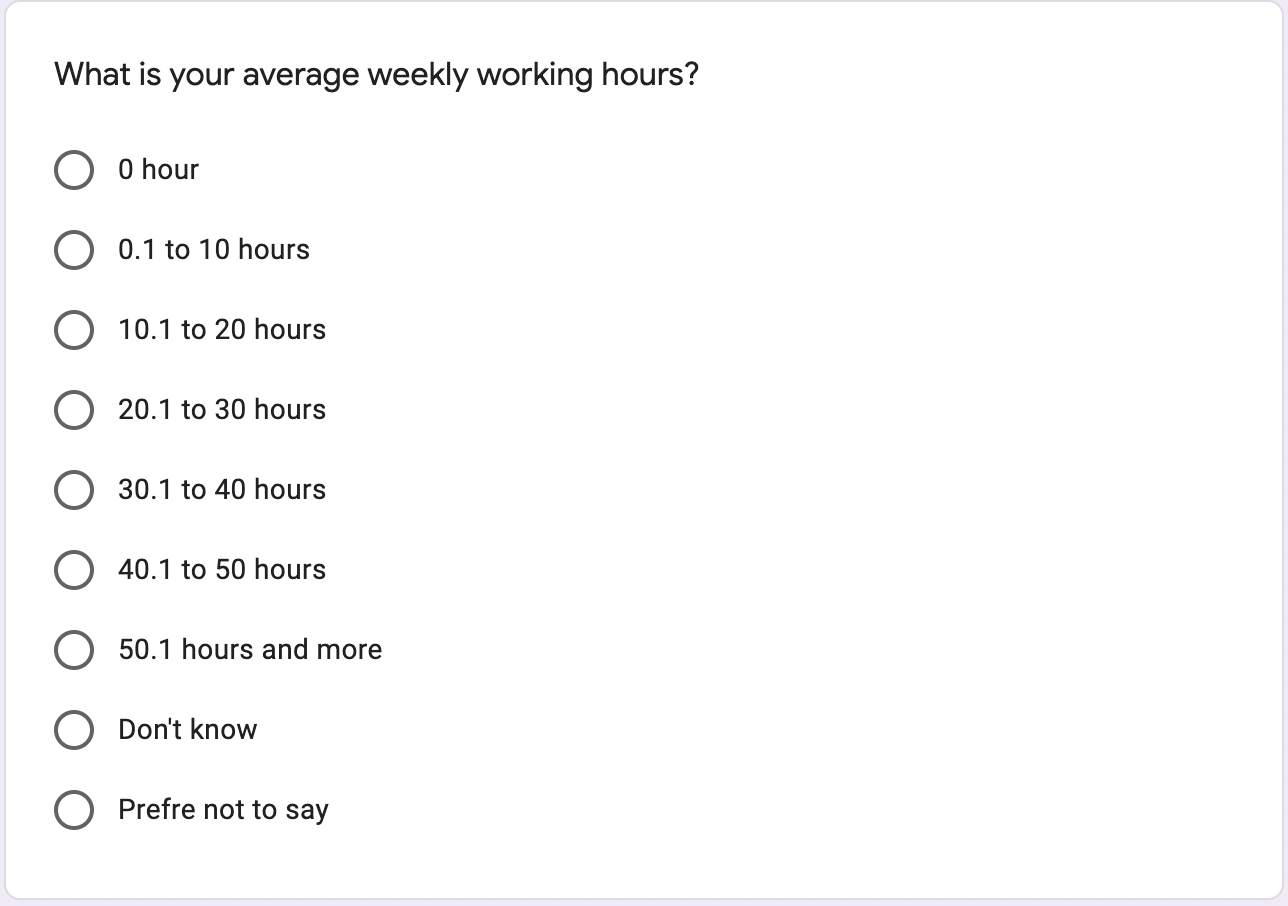 What is your average weekly working hours?
0 hour
0.1 to 10 hours
10.1 to 20 hours
20.1 to 30 hours
30.1 to 40 hours
40.1 to 50 hours
50.1 hours and more
Don't know
Prefre not to say